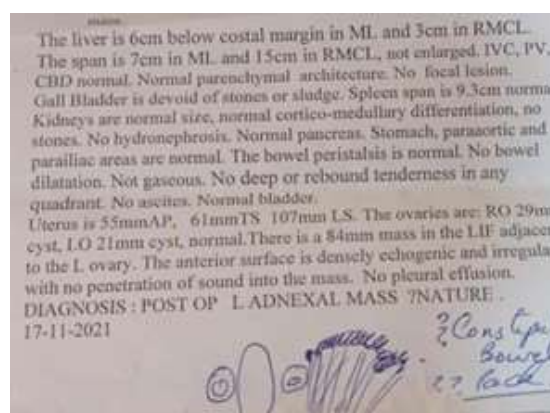 The liver is 6cm below costal margin in ML and 3cm in RMCL.
The span is 7cm in ML and 15cm in RMCL, not enlarged. IVC, PV,
CBD normal. Normal parenchymal architecture. No focal lesion.
Gall Bladder is devoid of stones or sludge. Spleen span is 9.3cm norma
Kidneys are normal size, normal cortico-medullary differentiation, no
stones. No hydronephrosis. Normal pancreas. Stomach, paraaortic and
parailiac areas are normal. The bowel peristalsis is normal. No bowel
dilatation. Not gaseous. No deep or rebound tenderness in any
quadrant. No ascites. Normal bladder.
Uterus is 55mmAP, 61mmTS 107mm LS. The ovaries are: RO 29m
cyst, LO 21mm cyst, normal.There is a 84mm mass in the LIF adjace
to the L ovary. The anterior surface is densely echogenic and irregula
with no penetration of sound into the mass. No pleural effusion.
DIAGNOSIS : POST OP L ADNEXAL MASS ?NATURE .
17-11-2021
? Constip
? Bowel
?? Pack